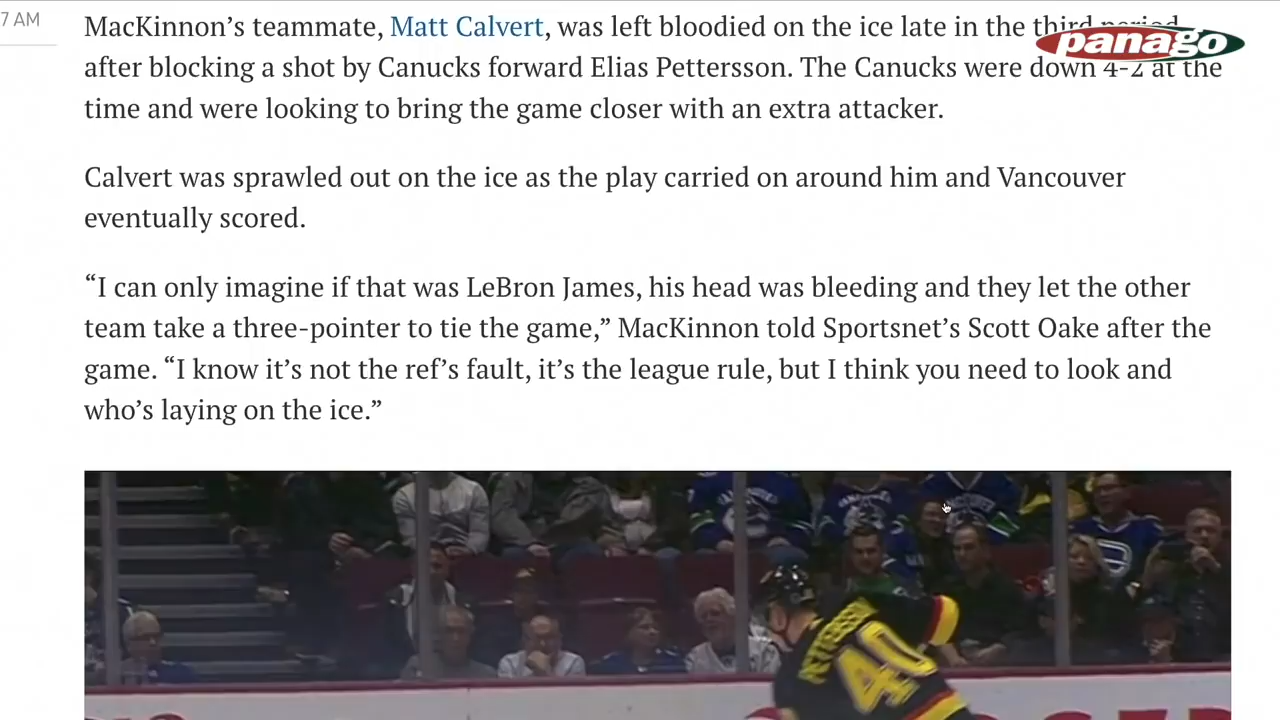 7 AM
MacKinnon’s teammate, Matt Calvert, was left bloodied on the ice late in the third period
panago
after blocking a shot by Canucks forward Elias Pettersson. The Canucks were down 4-2 at the
time and were looking to bring the game closer with an extra attacker.
Calvert was sprawled out on the ice as the play carried on around him and Vancouver
eventually scored.
“I can only imagine if that was LeBron James, his head was bleeding and they let the other
team take a three-pointer to tie the game,” MacKinnon told Sportsnet’s Scott Oake after the
game. “I know it’s not the ref’s fault, it’s the league rule, but I think you need to look and
who’s laying on the ice.”
40